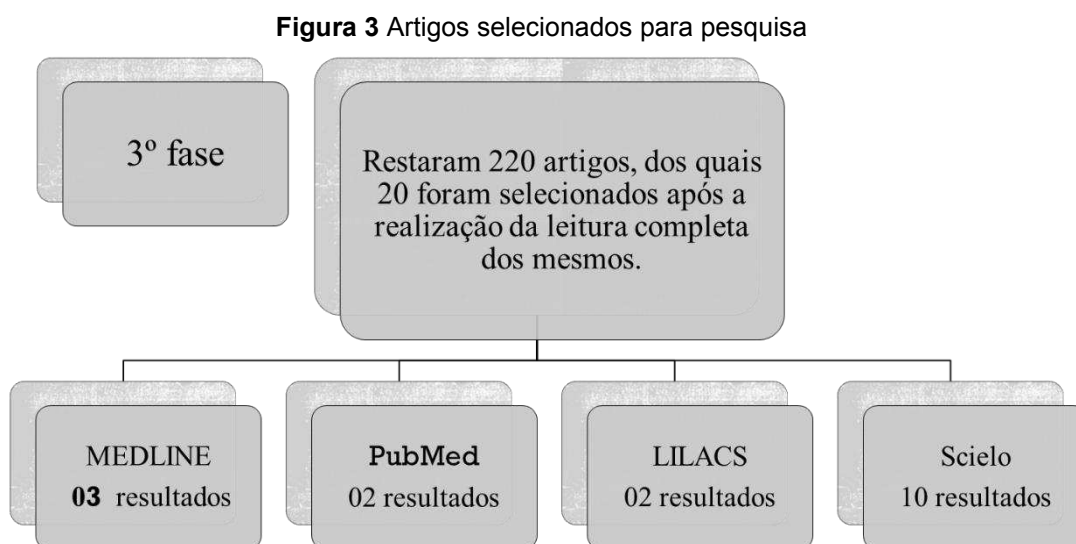 Figura 3 Artigos selecionados para pesquisa
3º fase
Restaram 220 artigos, dos quais
20 foram selecionados após a
realização da leitura completa
dos mesmos.
MEDLINE
03 resultados
PubMed
02 resultados
LILACS
02 resultados
Scielo
10 resultados